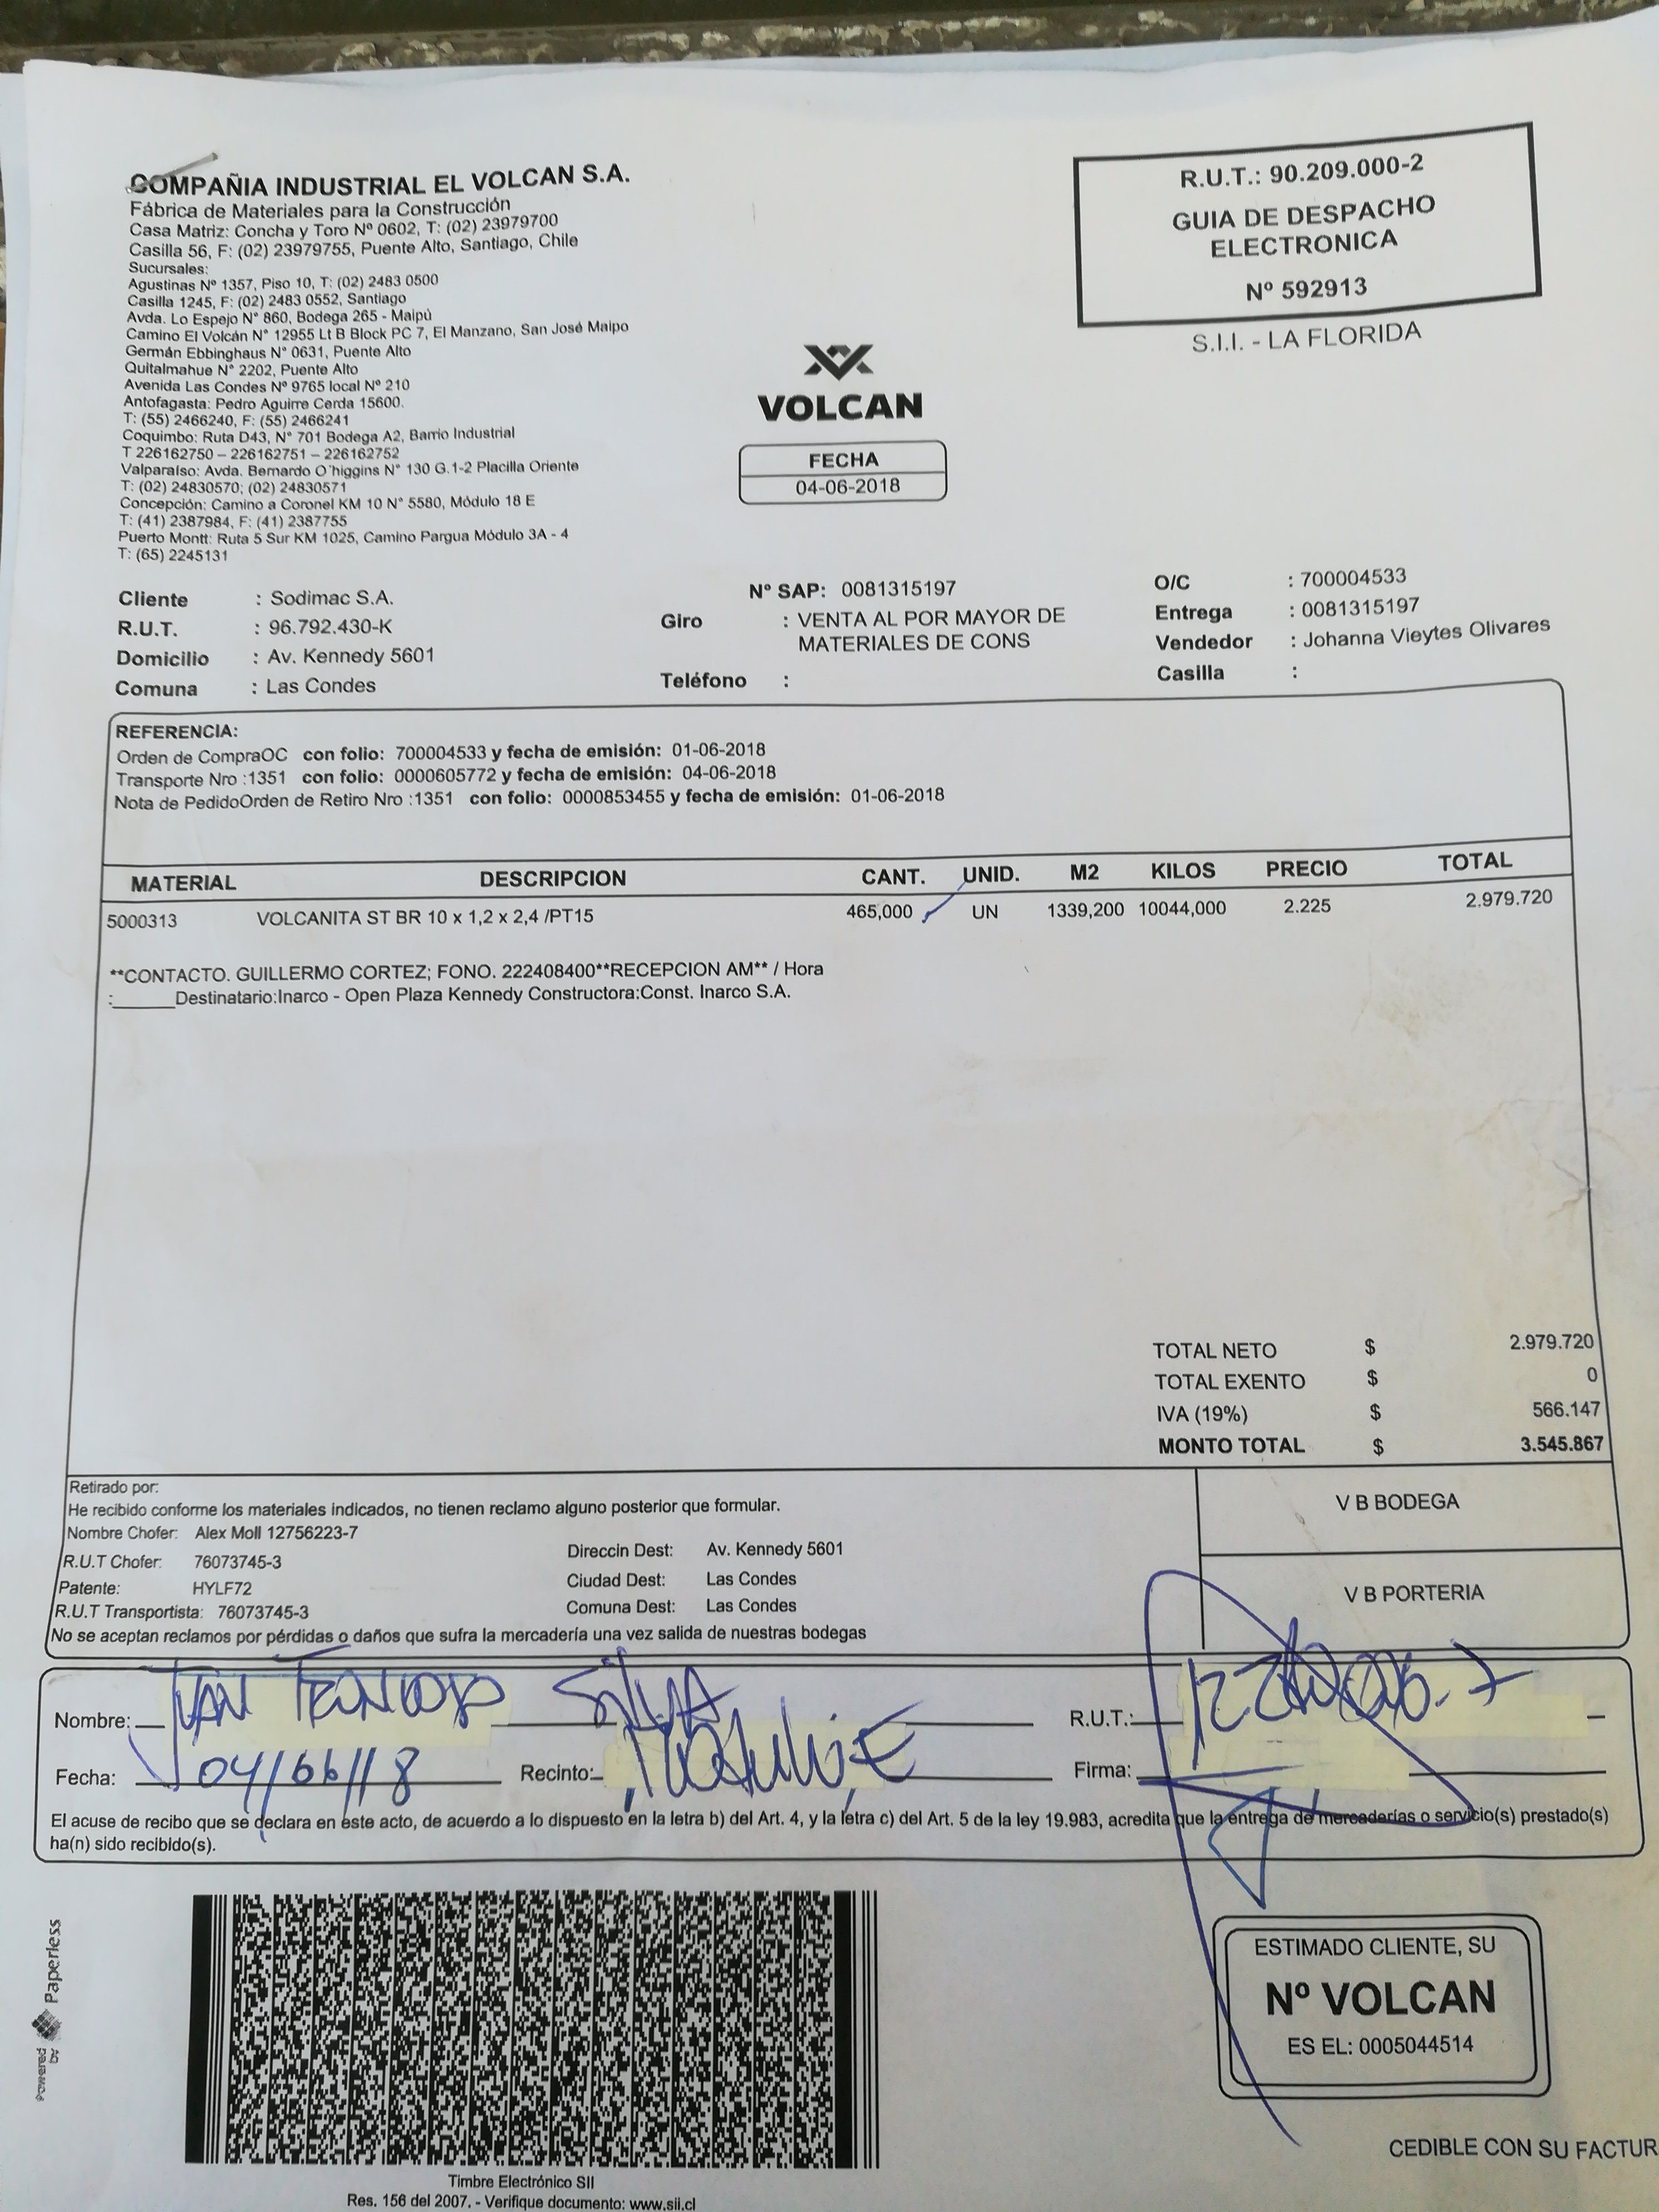 COMPAÑIA INDUSTRIAL EL VOLCAN S.A.
Fábrica de Materiales para la Construcción
Casa Matriz: Concha y Toro Nº 0602, T: (02) 23979700
Casilla 56, F: (02) 23979755, Puente Alto, Santiago, Chile
Sucursales:
Agustinas Nº 1357, Piso 10, T: (02) 2483 0500
Casilla 1245, F: (02) 2483 0552, Santiago
Avda. Lo Espejo N° 860, Bodega 265 - Maipú
Camino El Volcán N° 12955 Lt B Block PC 7, El Manzano, San José Maipo
Germán Ebbinghaus N° 0631, Puente Alto
Quitalmahue N° 2202, Puente Alto
Avenida Las Condes Nº 9765 local Nº 210
Antofagasta: Pedro Aguirre Cerda 15600.
T: (55) 2466240, F: (55) 2466241
Coquimbo: Ruta D43, N° 701 Bodega A2, Barrio Industrial
T 226162750 – 226162751 – 226162752
Valparaíso: Avda. Bernardo O´higgins N° 130 G.1-2 Placilla Oriente
T: (02) 24830570; (02) 24830571
Concepción: Camino a Coronel KM 10 N° 5580, Módulo 18 E
T: (41) 2387984, F: (41) 2387755
Puerto Montt: Ruta 5 Sur KM 1025, Camino Pargua Módulo 3A - 4
T: (65) 2245131
R.U.T.: 90.209.000-2
GUIA DE DESPACHO
ELECTRONICA
Nº 592913
S.I.I. - LA FLORIDA
VOLCAN
FECHA
04-06-2018
Cliente : Sodimac S.A.
R.U.T. : 96.792.430-K
Domicilio : Av. Kennedy 5601
Comuna : Las Condes
Nº SAP: 0081315197
Giro : VENTA AL POR MAYOR DE
MATERIALES DE CONS
Teléfono :
O/C : 700004533
Entrega : 0081315197
Vendedor : Johanna Vieytes Olivares
Casilla :
REFERENCIA:
Orden de CompraOC con folio: 700004533 y fecha de emisión: 01-06-2018
Transporte Nro :1351 con folio: 0000605772 y fecha de emisión: 04-06-2018
Nota de PedidoOrden de Retiro Nro :1351 con folio: 0000853455 y fecha de emisión: 01-06-2018
MATERIAL DESCRIPCION CANT. UNID. M2 KILOS PRECIO TOTAL
5000313 VOLCANITA ST BR 10 x 1,2 x 2,4 /PT15 465,000 UN 1339,200 10044,000 2.225 2.979.720
**CONTACTO. GUILLERMO CORTEZ; FONO. 222408400**RECEPCION AM** / Hora
:______Destinatario:Inarco - Open Plaza Kennedy Constructora:Const. Inarco S.A.
TOTAL NETO $ 2.979.720
TOTAL EXENTO $ 0
IVA (19%) $ 566.147
MONTO TOTAL $ 3.545.867
Retirado por:
He recibido conforme los materiales indicados, no tienen reclamo alguno posterior que formular.
Nombre Chofer: Alex Moll 12756223-7
R.U.T Chofer: 76073745-3
Patente: HYLF72
R.U.T Transportista: 76073745-3
Direccin Dest: Av. Kennedy 5601
Ciudad Dest: Las Condes
Comuna Dest: Las Condes
No se aceptan reclamos por pérdidas o daños que sufra la mercadería una vez salida de nuestras bodegas
V B BODEGA
V B PORTERIA
Nombre: Silva R.U.T.:
Fecha: 04/06/18 Recinto: Firma:
El acuse de recibo que se declara en este acto, de acuerdo a lo dispuesto en la letra b) del Art. 4, y la letra c) del Art. 5 de la ley 19.983, acredita que la entrega de mercaderías o servicio(s) prestado(s)
ha(n) sido recibido(s).
powered by Paperless
Timbre Electrónico SII
Res. 156 del 2007. - Verifique documento: www.sii.cl
ESTIMADO CLIENTE, SU
Nº VOLCAN
ES EL: 0005044514
CEDIBLE CON SU FACTUR